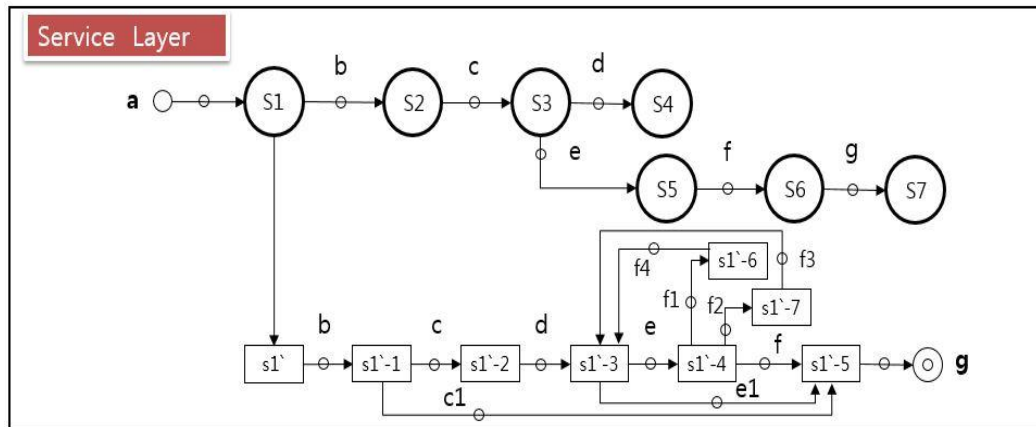 Service Layer
b c d
a S1 S2 S3 S4
e f g
S5 S6 S7
f4 s1`-6 f3
f1 f2 s1`-7
b c d e f
s1` s1`-1 s1`-2 s1`-3 s1`-4 s1`-5 g
c1 e1